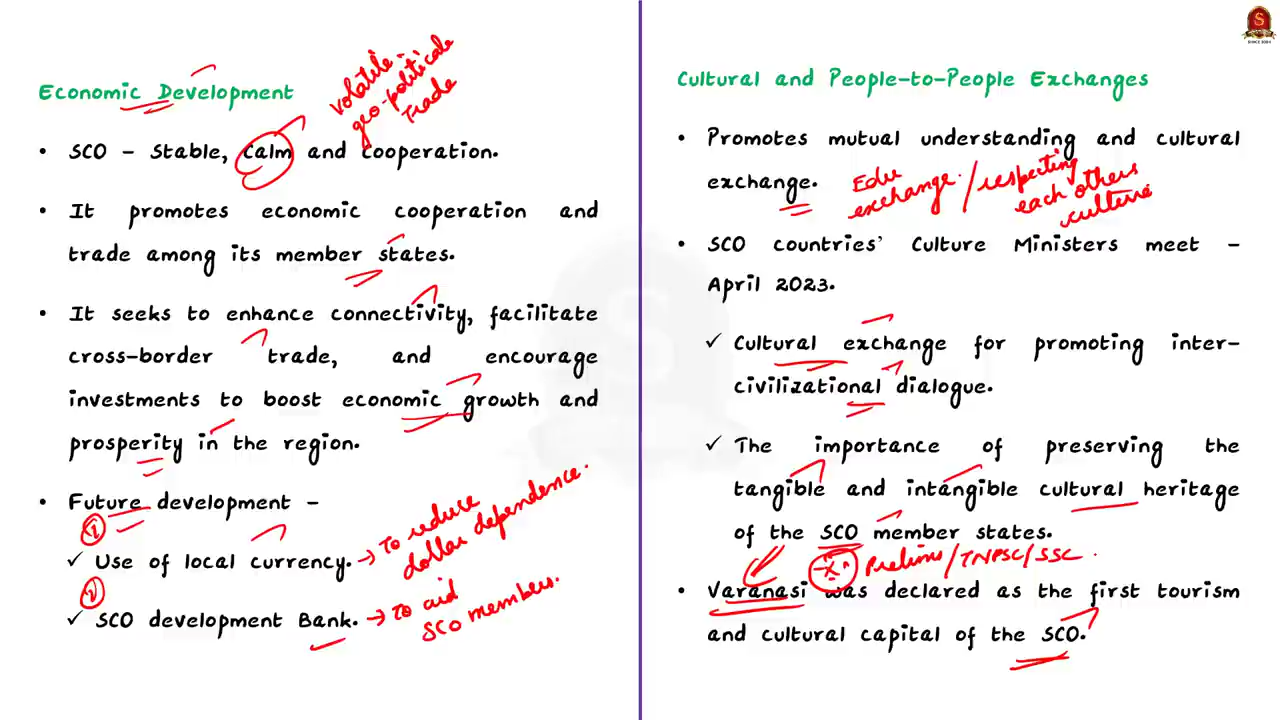 Economic Development
volatile
geo-political
Trade
• SCO – Stable, Calm and cooperation.
• It promotes economic cooperation and
trade among its member states.
• It seeks to enhance connectivity, facilitate
cross-border trade, and encourage
investments to boost economic growth and
prosperity in the region.
• Future development –
1
✓ Use of local currency. → To reduce
dollar dependence.
2
✓ SCO development Bank. → To aid
SCO members.
Cultural and People-to-People Exchanges
• Promotes mutual understanding and cultural
exchange. Edu exchange. / respecting
each others
culture
• SCO countries' Culture Ministers meet –
April 2023.
✓ Cultural exchange for promoting inter-
civilizational dialogue.
✓ The importance of preserving the
tangible and intangible cultural heritage
of the SCO member states.
Prelims/TNPSC/SSC.
• Varanasi was declared as the first tourism
and cultural capital of the SCO.
S
SINCE 2004